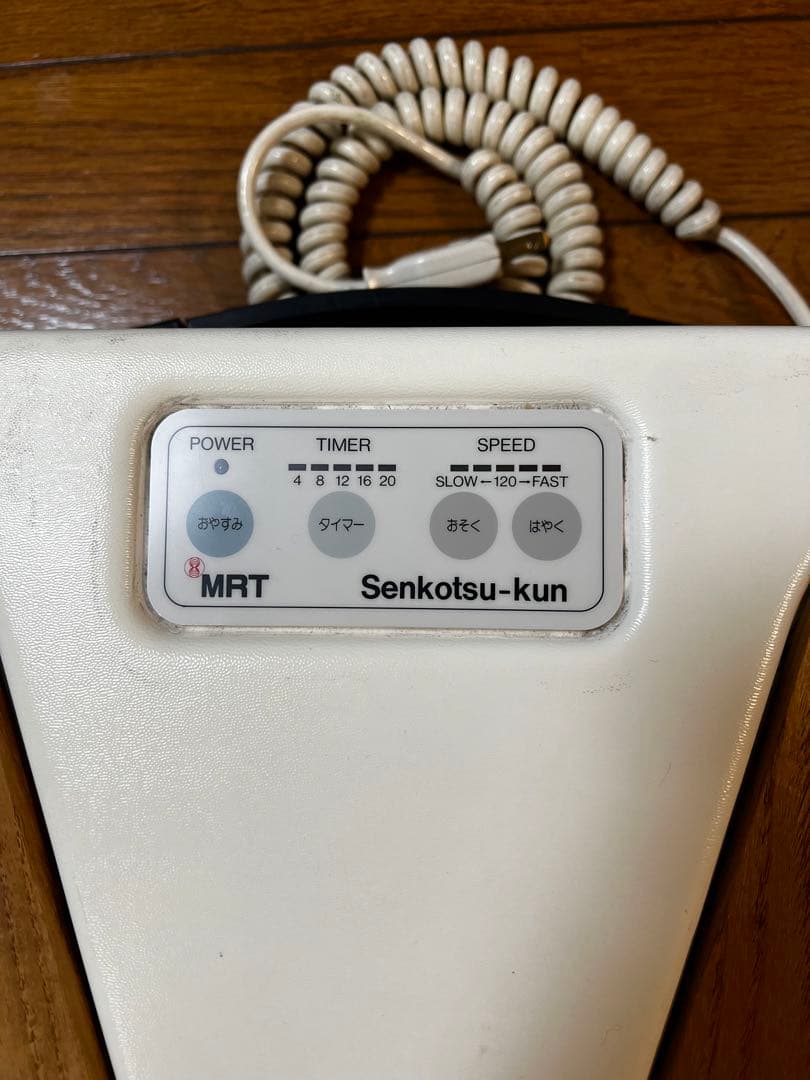 POWER TIMER SPEED
4 8 12 16 20 SLOW←120→FAST
おやすみ タイマー おそく はやく
MRT Senkotsu-kun